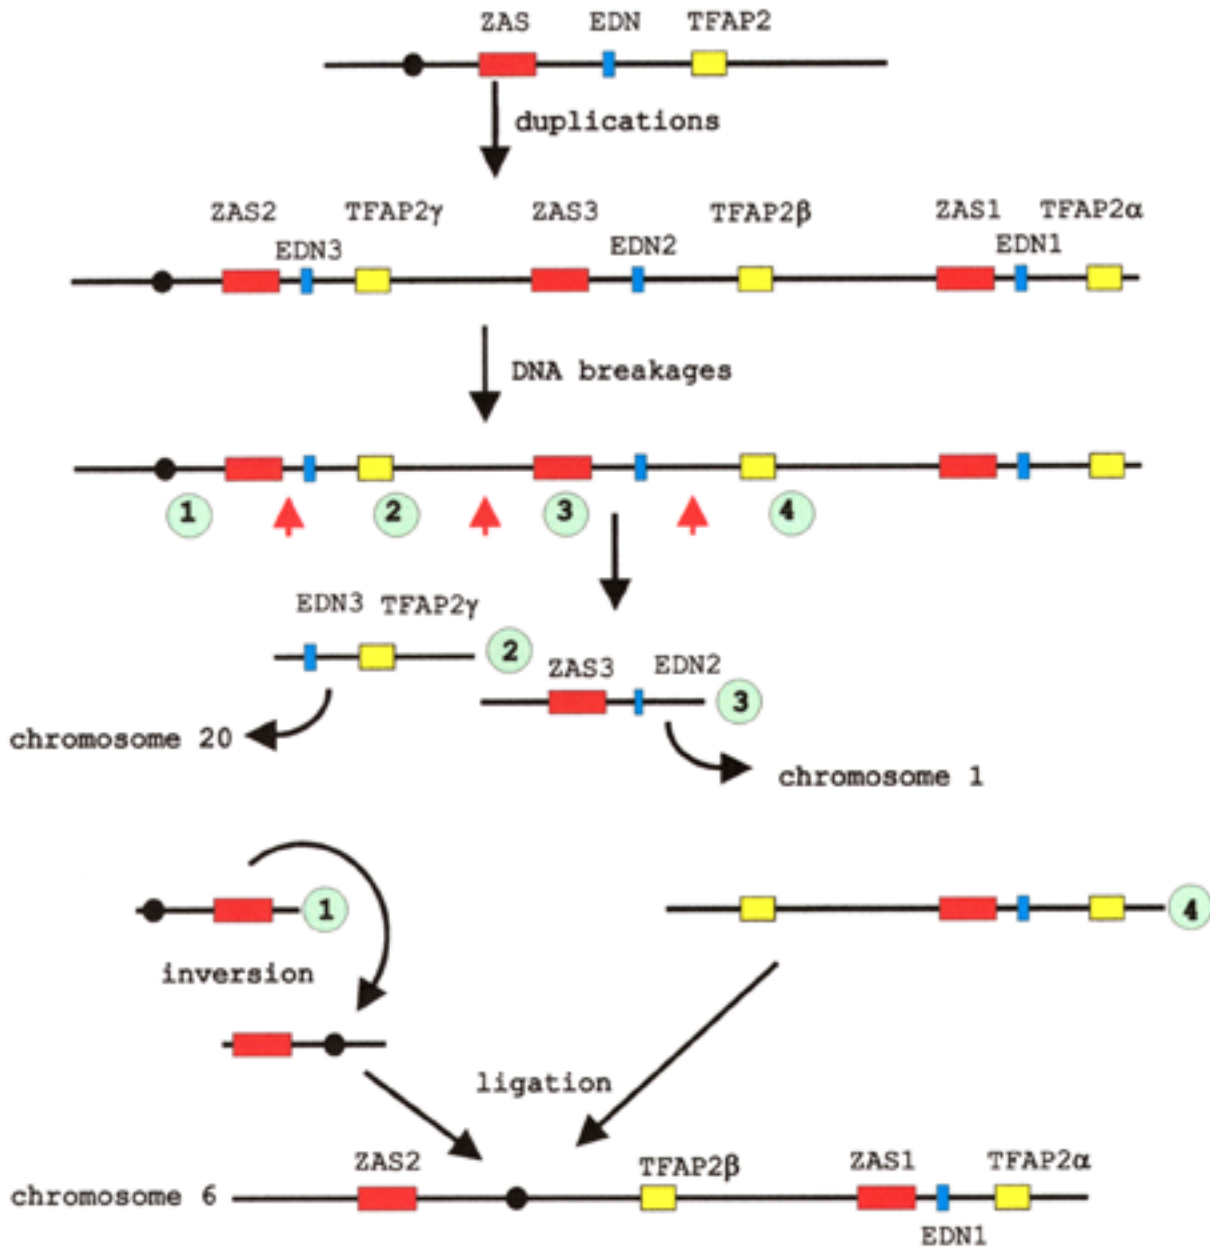 ZAS EDN TFAP2
duplications
ZAS2 TFAP2γ ZAS3 TFAP2β ZAS1 TFAP2α
EDN3 EDN2 EDN1
DNA breakages
1 2 3 4
EDN3 TFAP2γ 2
ZAS3 EDN2 3
chromosome 20
chromosome 1
1 4
inversion
ligation
ZAS2 TFAP2β ZAS1 TFAP2α
chromosome 6
EDN1